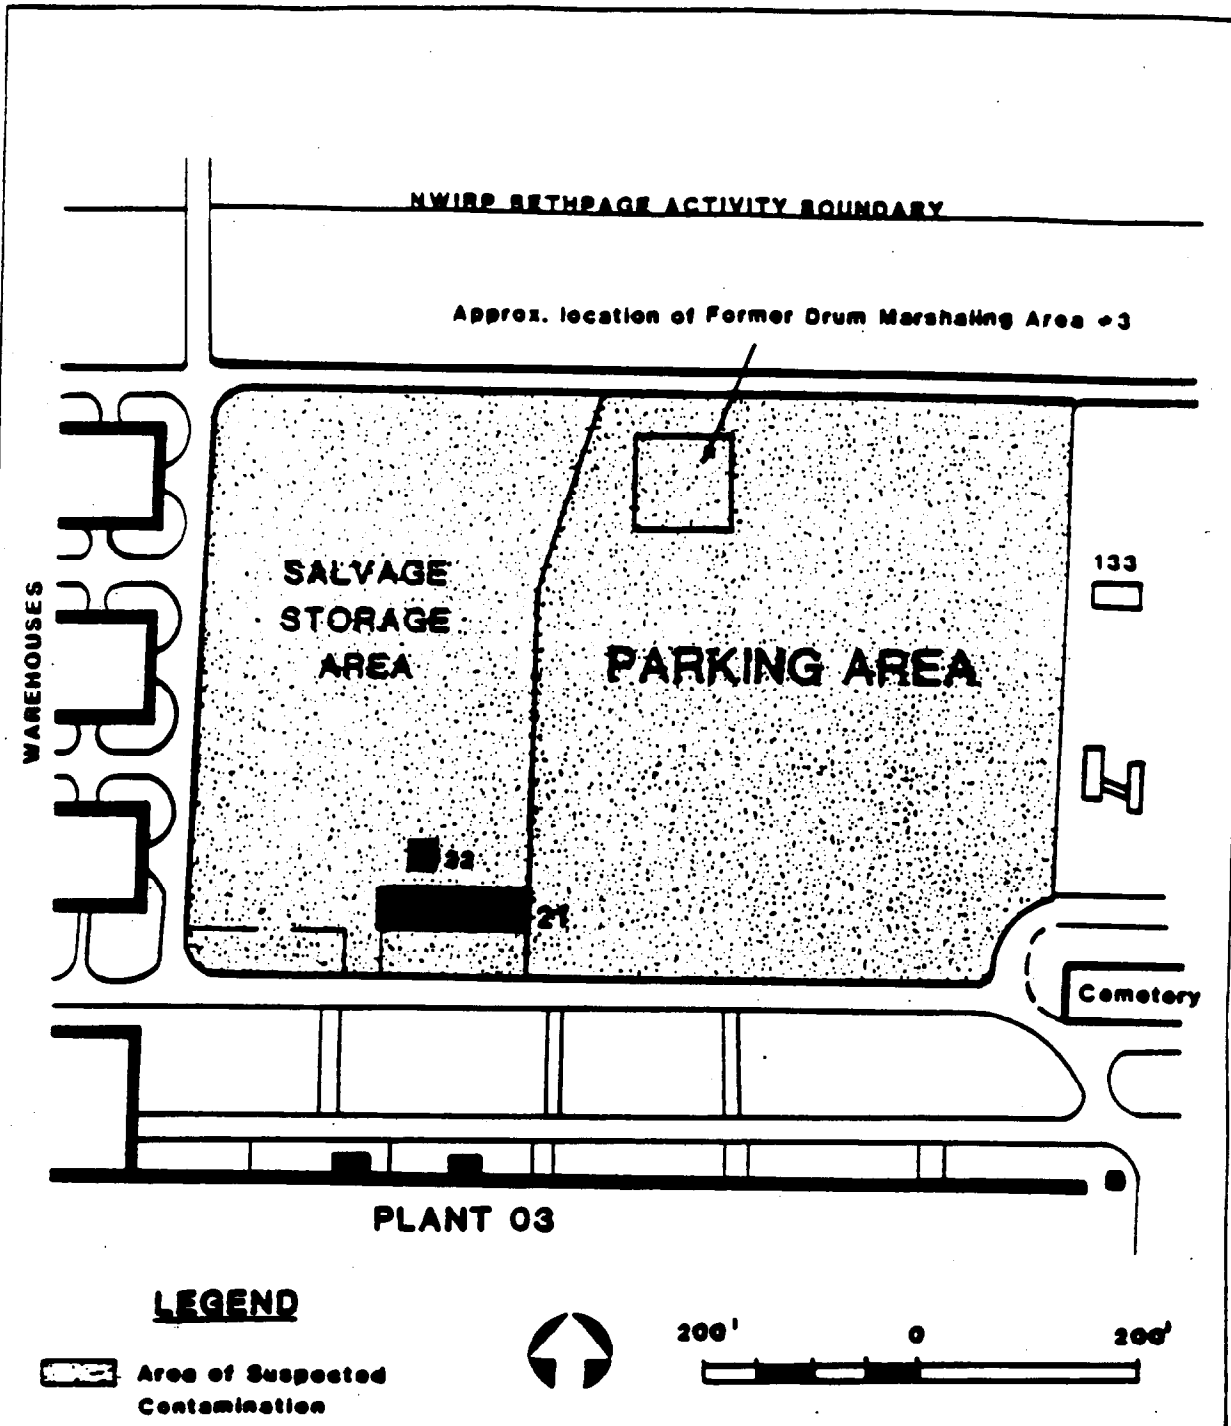 NWIRP BETHPAGE ACTIVITY BOUNDARY
Approx. location of Former Drum Marshaling Area #3
133
SALVAGE
STORAGE
AREA
PARKING AREA
WAREHOUSES
32
21
Cemetery
PLANT 03
LEGEND
Area of Suspected
Contamination
200'
0
200'